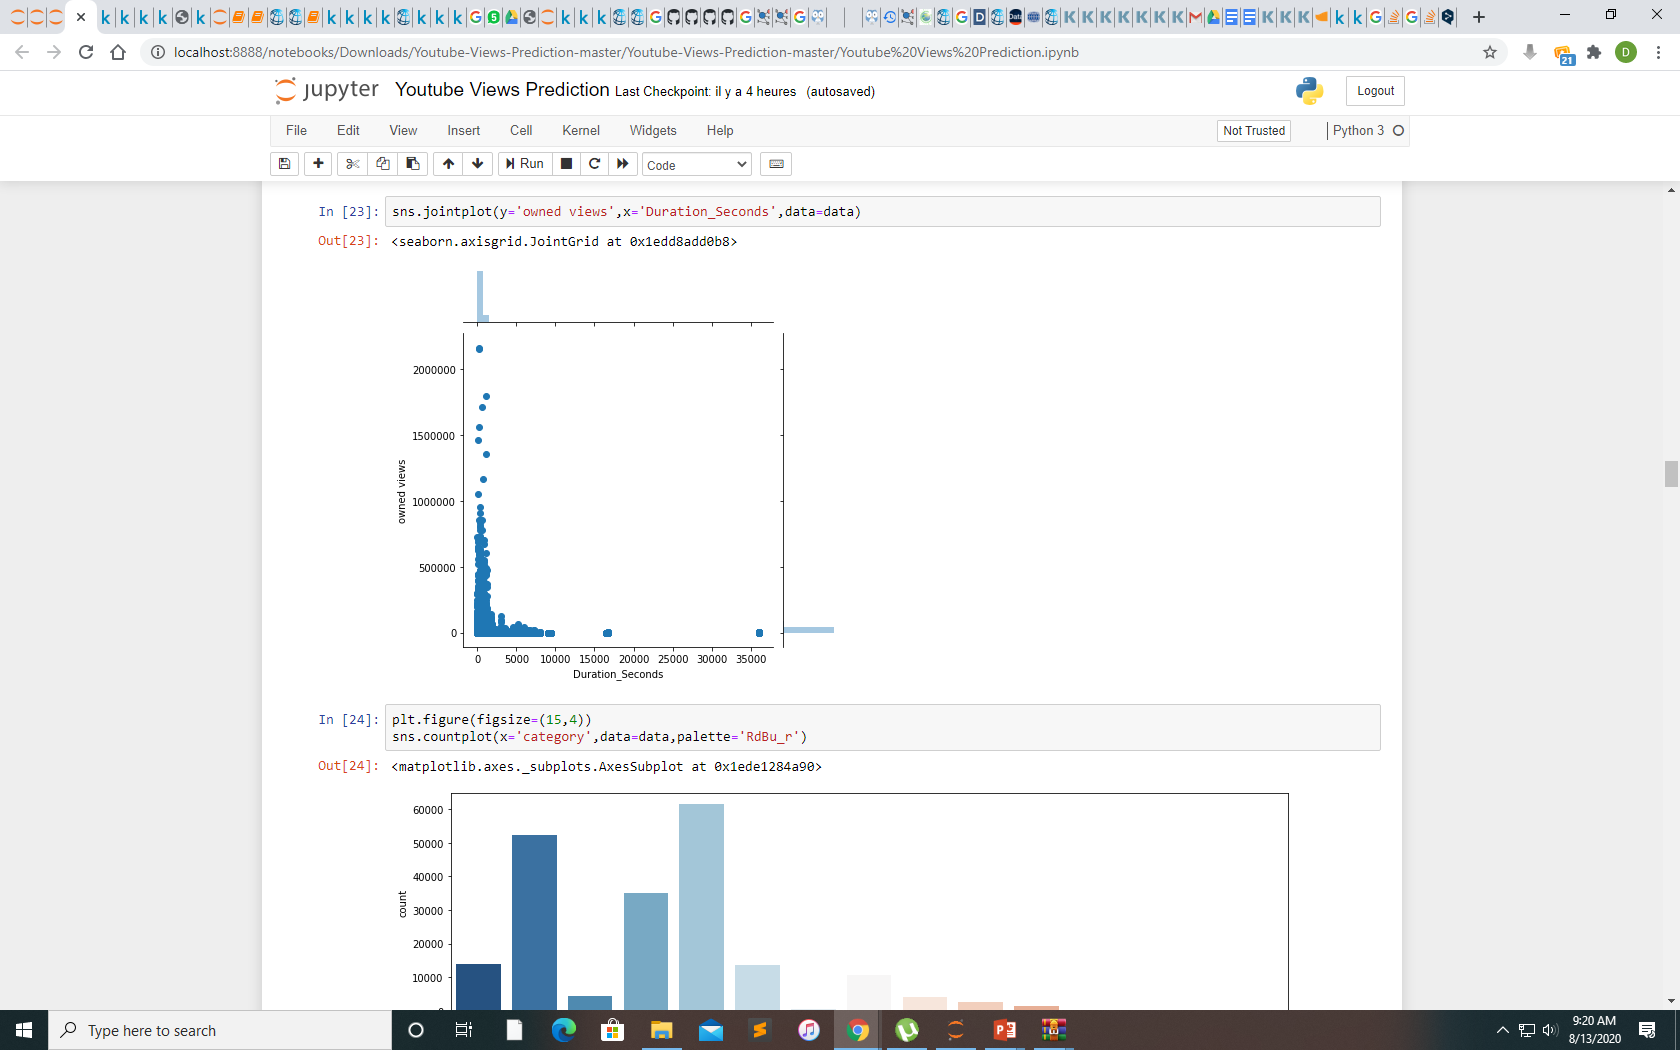 localhost:8888/notebooks/Downloads/Youtube-Views-Prediction-master/Youtube-Views-Prediction-master/Youtube%20Views%20Prediction.ipynb
21
D
jupyter Youtube Views Prediction Last Checkpoint: il y a 4 heures (autosaved)
Logout
File Edit View Insert Cell Kernel Widgets Help
Not Trusted
Python 3
Run
Code
In [23]: sns.jointplot(y='owned views',x='Duration_Seconds',data=data)
Out[23]: <seaborn.axisgrid.JointGrid at 0x1edd8add0b8>
2000000
1500000
1000000
500000
0
owned views
0 5000 10000 15000 20000 25000 30000 35000
Duration_Seconds
In [24]: plt.figure(figsize=(15,4))
sns.countplot(x='category',data=data,palette='RdBu_r')
Out[24]: <matplotlib.axes._subplots.AxesSubplot at 0x1ede1284a90>
60000
50000
40000
30000
20000
10000
count
Type here to search
9:20 AM
8/13/2020